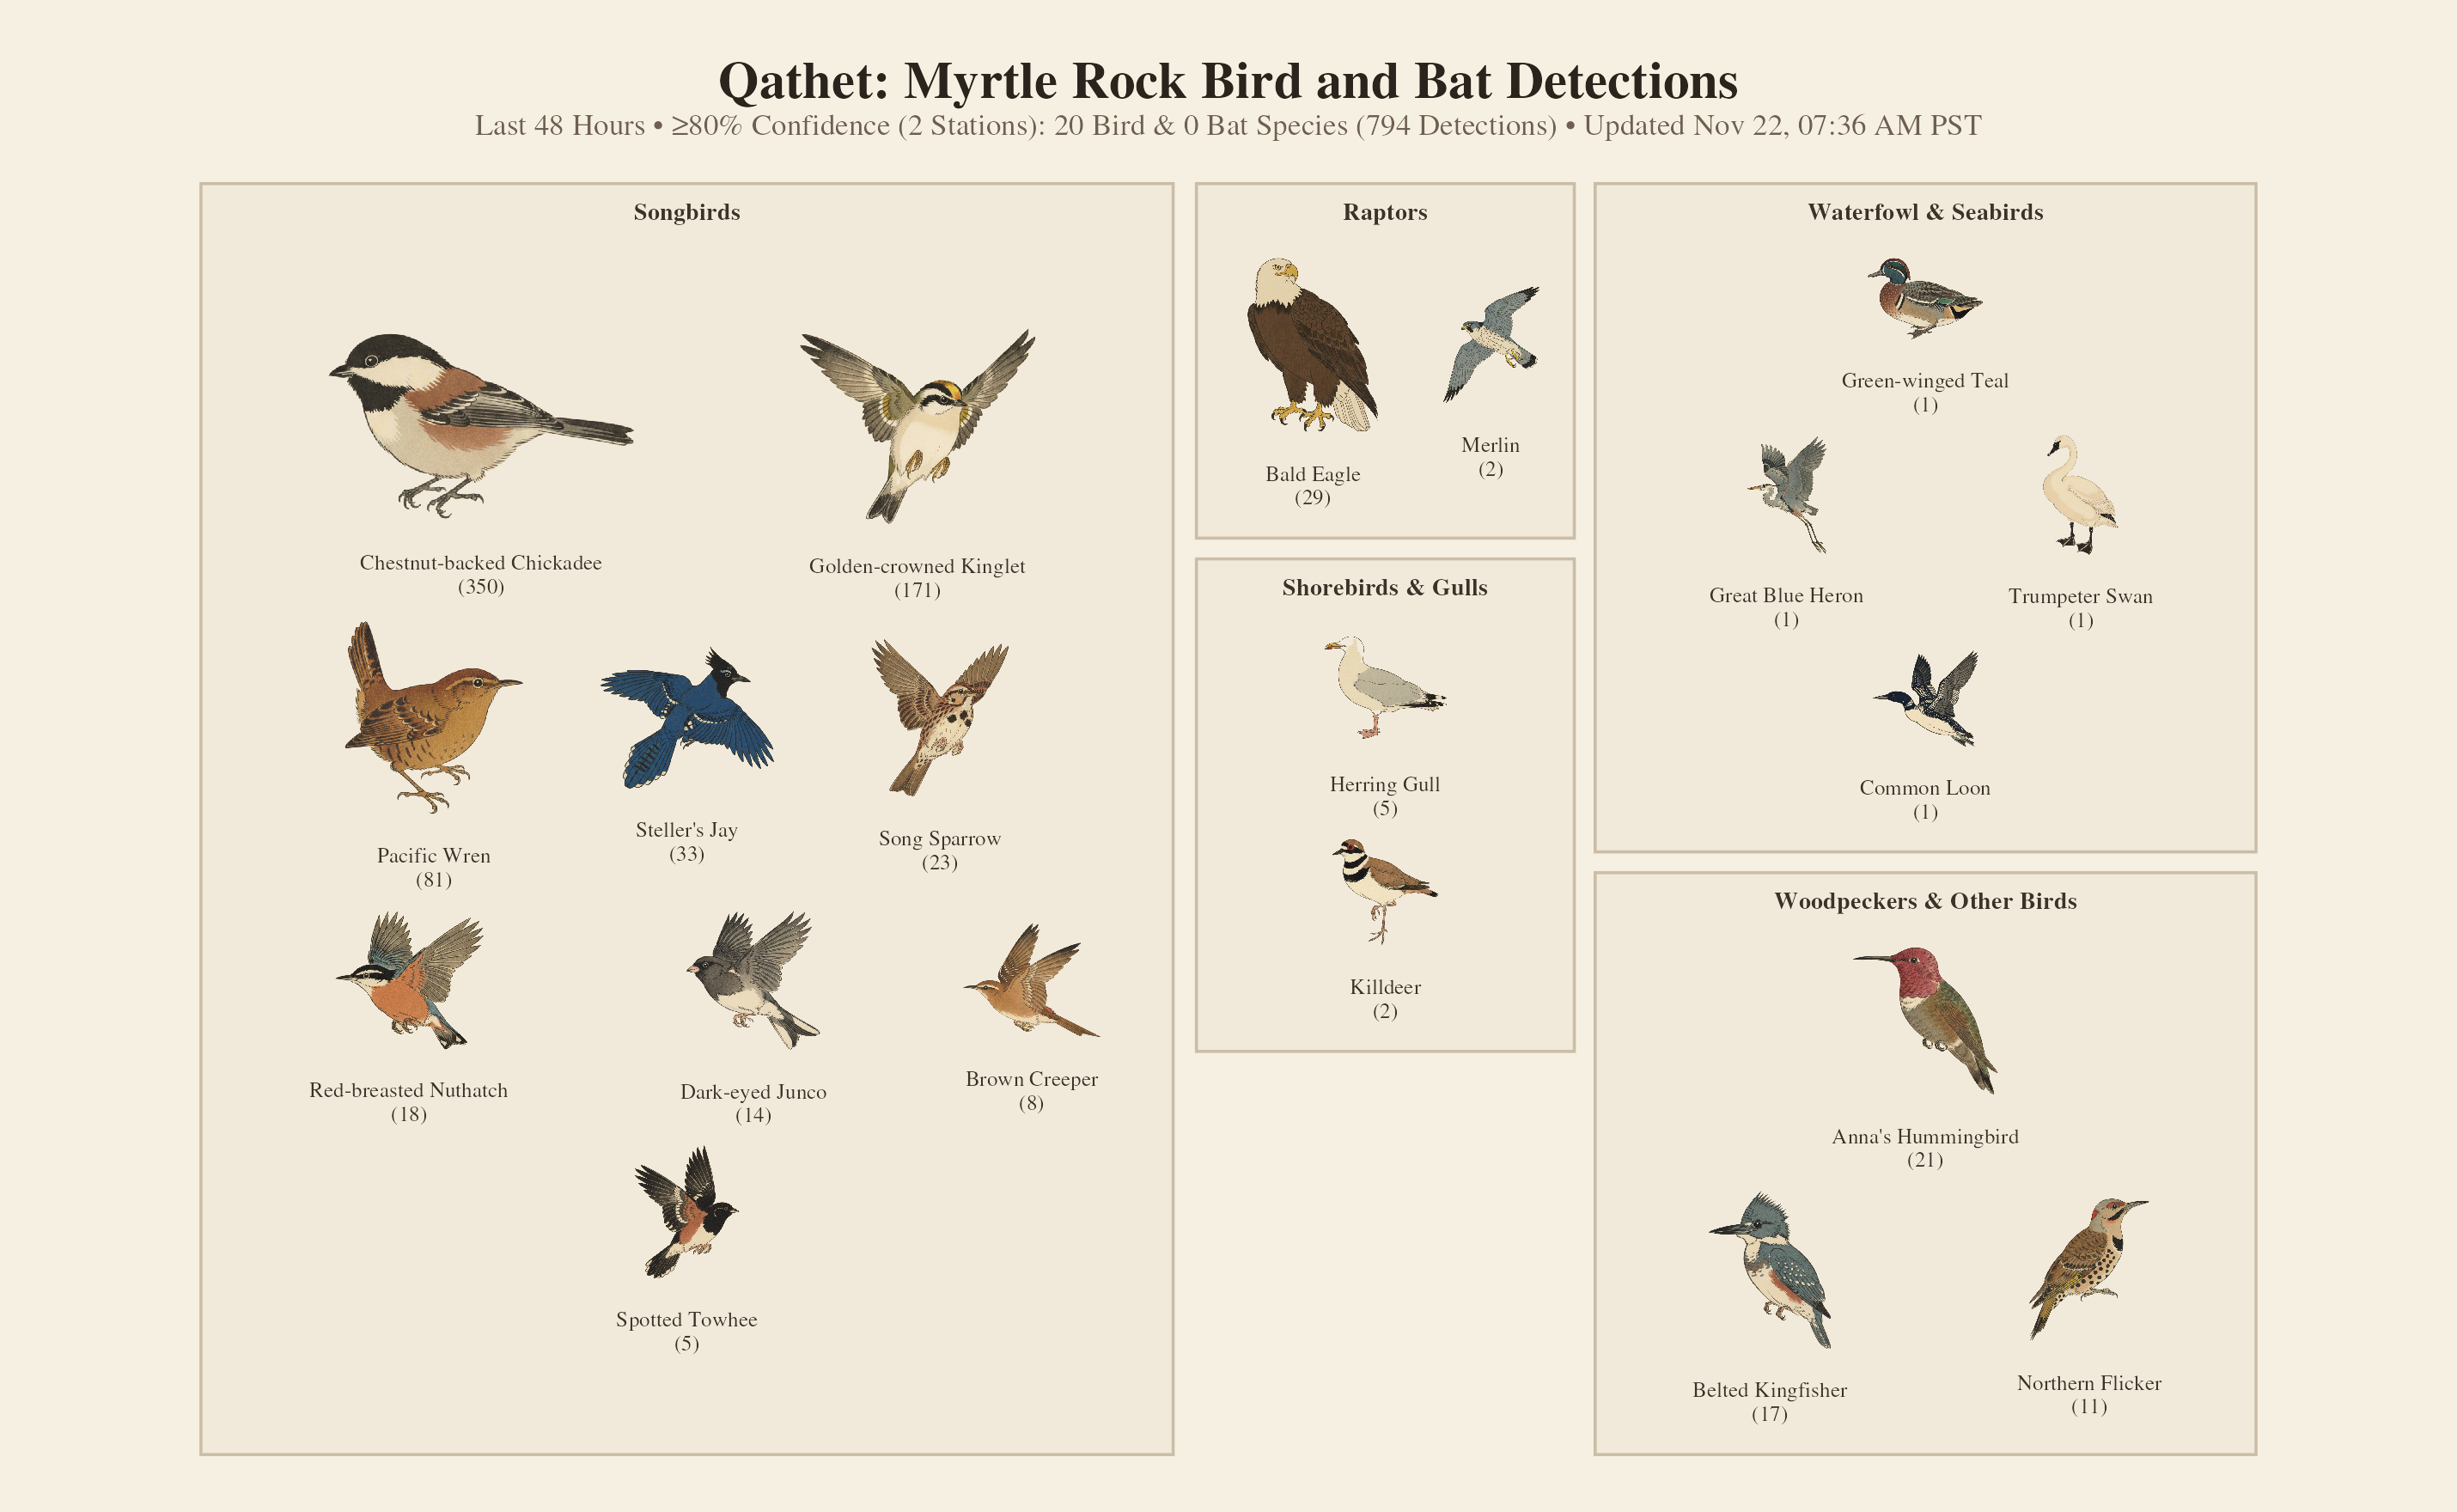 Qathet: Myrtle Rock Bird and Bat Detections
Last 48 Hours • ≥80% Confidence (2 Stations): 20 Bird & 0 Bat Species (794 Detections) • Updated Nov 22, 07:36 AM PST
Songbirds
Chestnut-backed Chickadee
(350)
Golden-crowned Kinglet
(171)
Pacific Wren
(81)
Steller's Jay
(33)
Song Sparrow
(23)
Red-breasted Nuthatch
(18)
Dark-eyed Junco
(14)
Brown Creeper
(8)
Spotted Towhee
(5)
Raptors
Bald Eagle
(29)
Merlin
(2)
Shorebirds & Gulls
Herring Gull
(5)
Killdeer
(2)
Waterfowl & Seabirds
Green-winged Teal
(1)
Great Blue Heron
(1)
Trumpeter Swan
(1)
Common Loon
(1)
Woodpeckers & Other Birds
Anna's Hummingbird
(21)
Belted Kingfisher
(17)
Northern Flicker
(11)